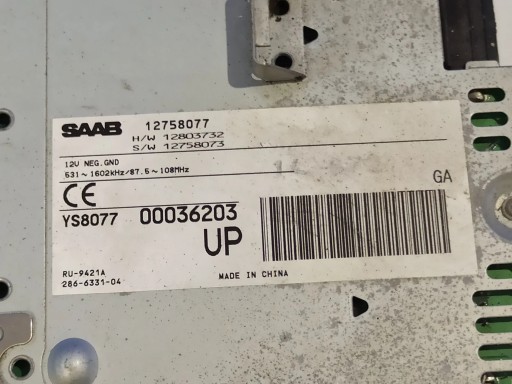 SAAB 12758077
H/W 12803732
S/W 12758073
12V NEG.GND
531~1602kHz/87.5~108MHz
CE
GA
YS8077 00036203
UP
RU-9421A
286-6331-04
MADE IN CHINA